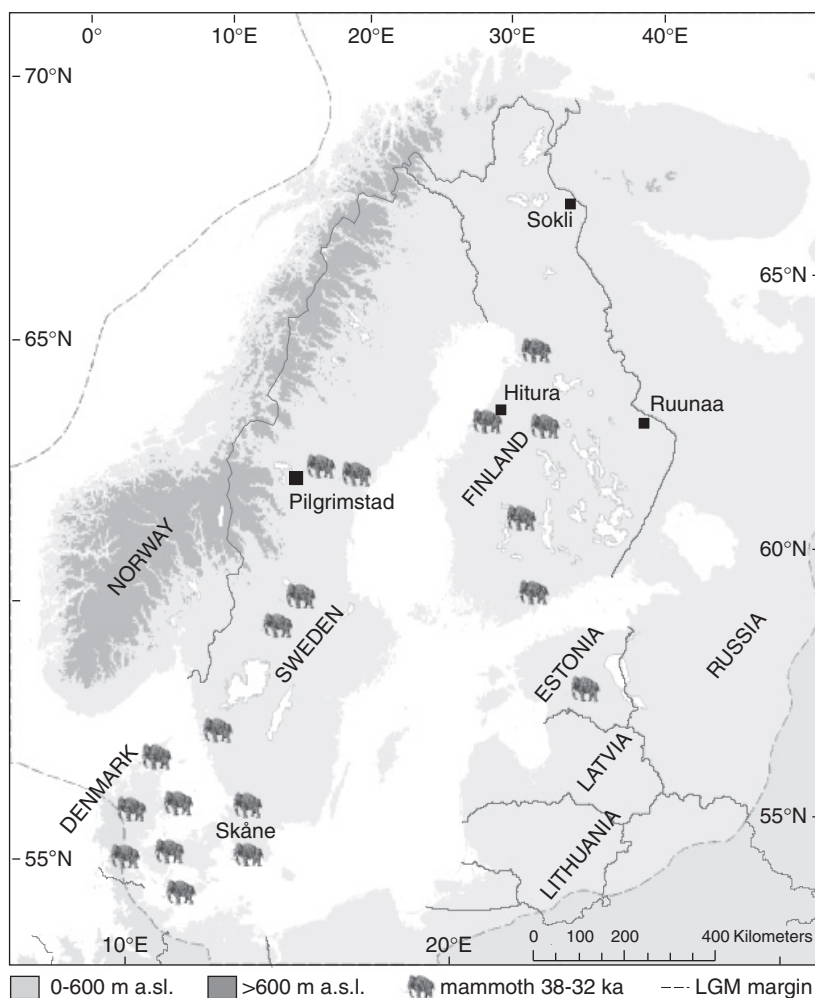 0° 10°E 20°E 30°E 40°E
70°N
Sokli
65°N
65°N
Hitura
Ruunaa
FINLAND
Pilgrimstad
NORWAY
60°N
SWEDEN
ESTONIA
RUSSIA
DENMARK
LATVIA
Skåne
55°N
LITHUANIA
55°N
10°E 20°E
0 100 200 400 Kilometers
0-600 m a.sl. >600 m a.s.l. mammoth 38-32 ka LGM margin